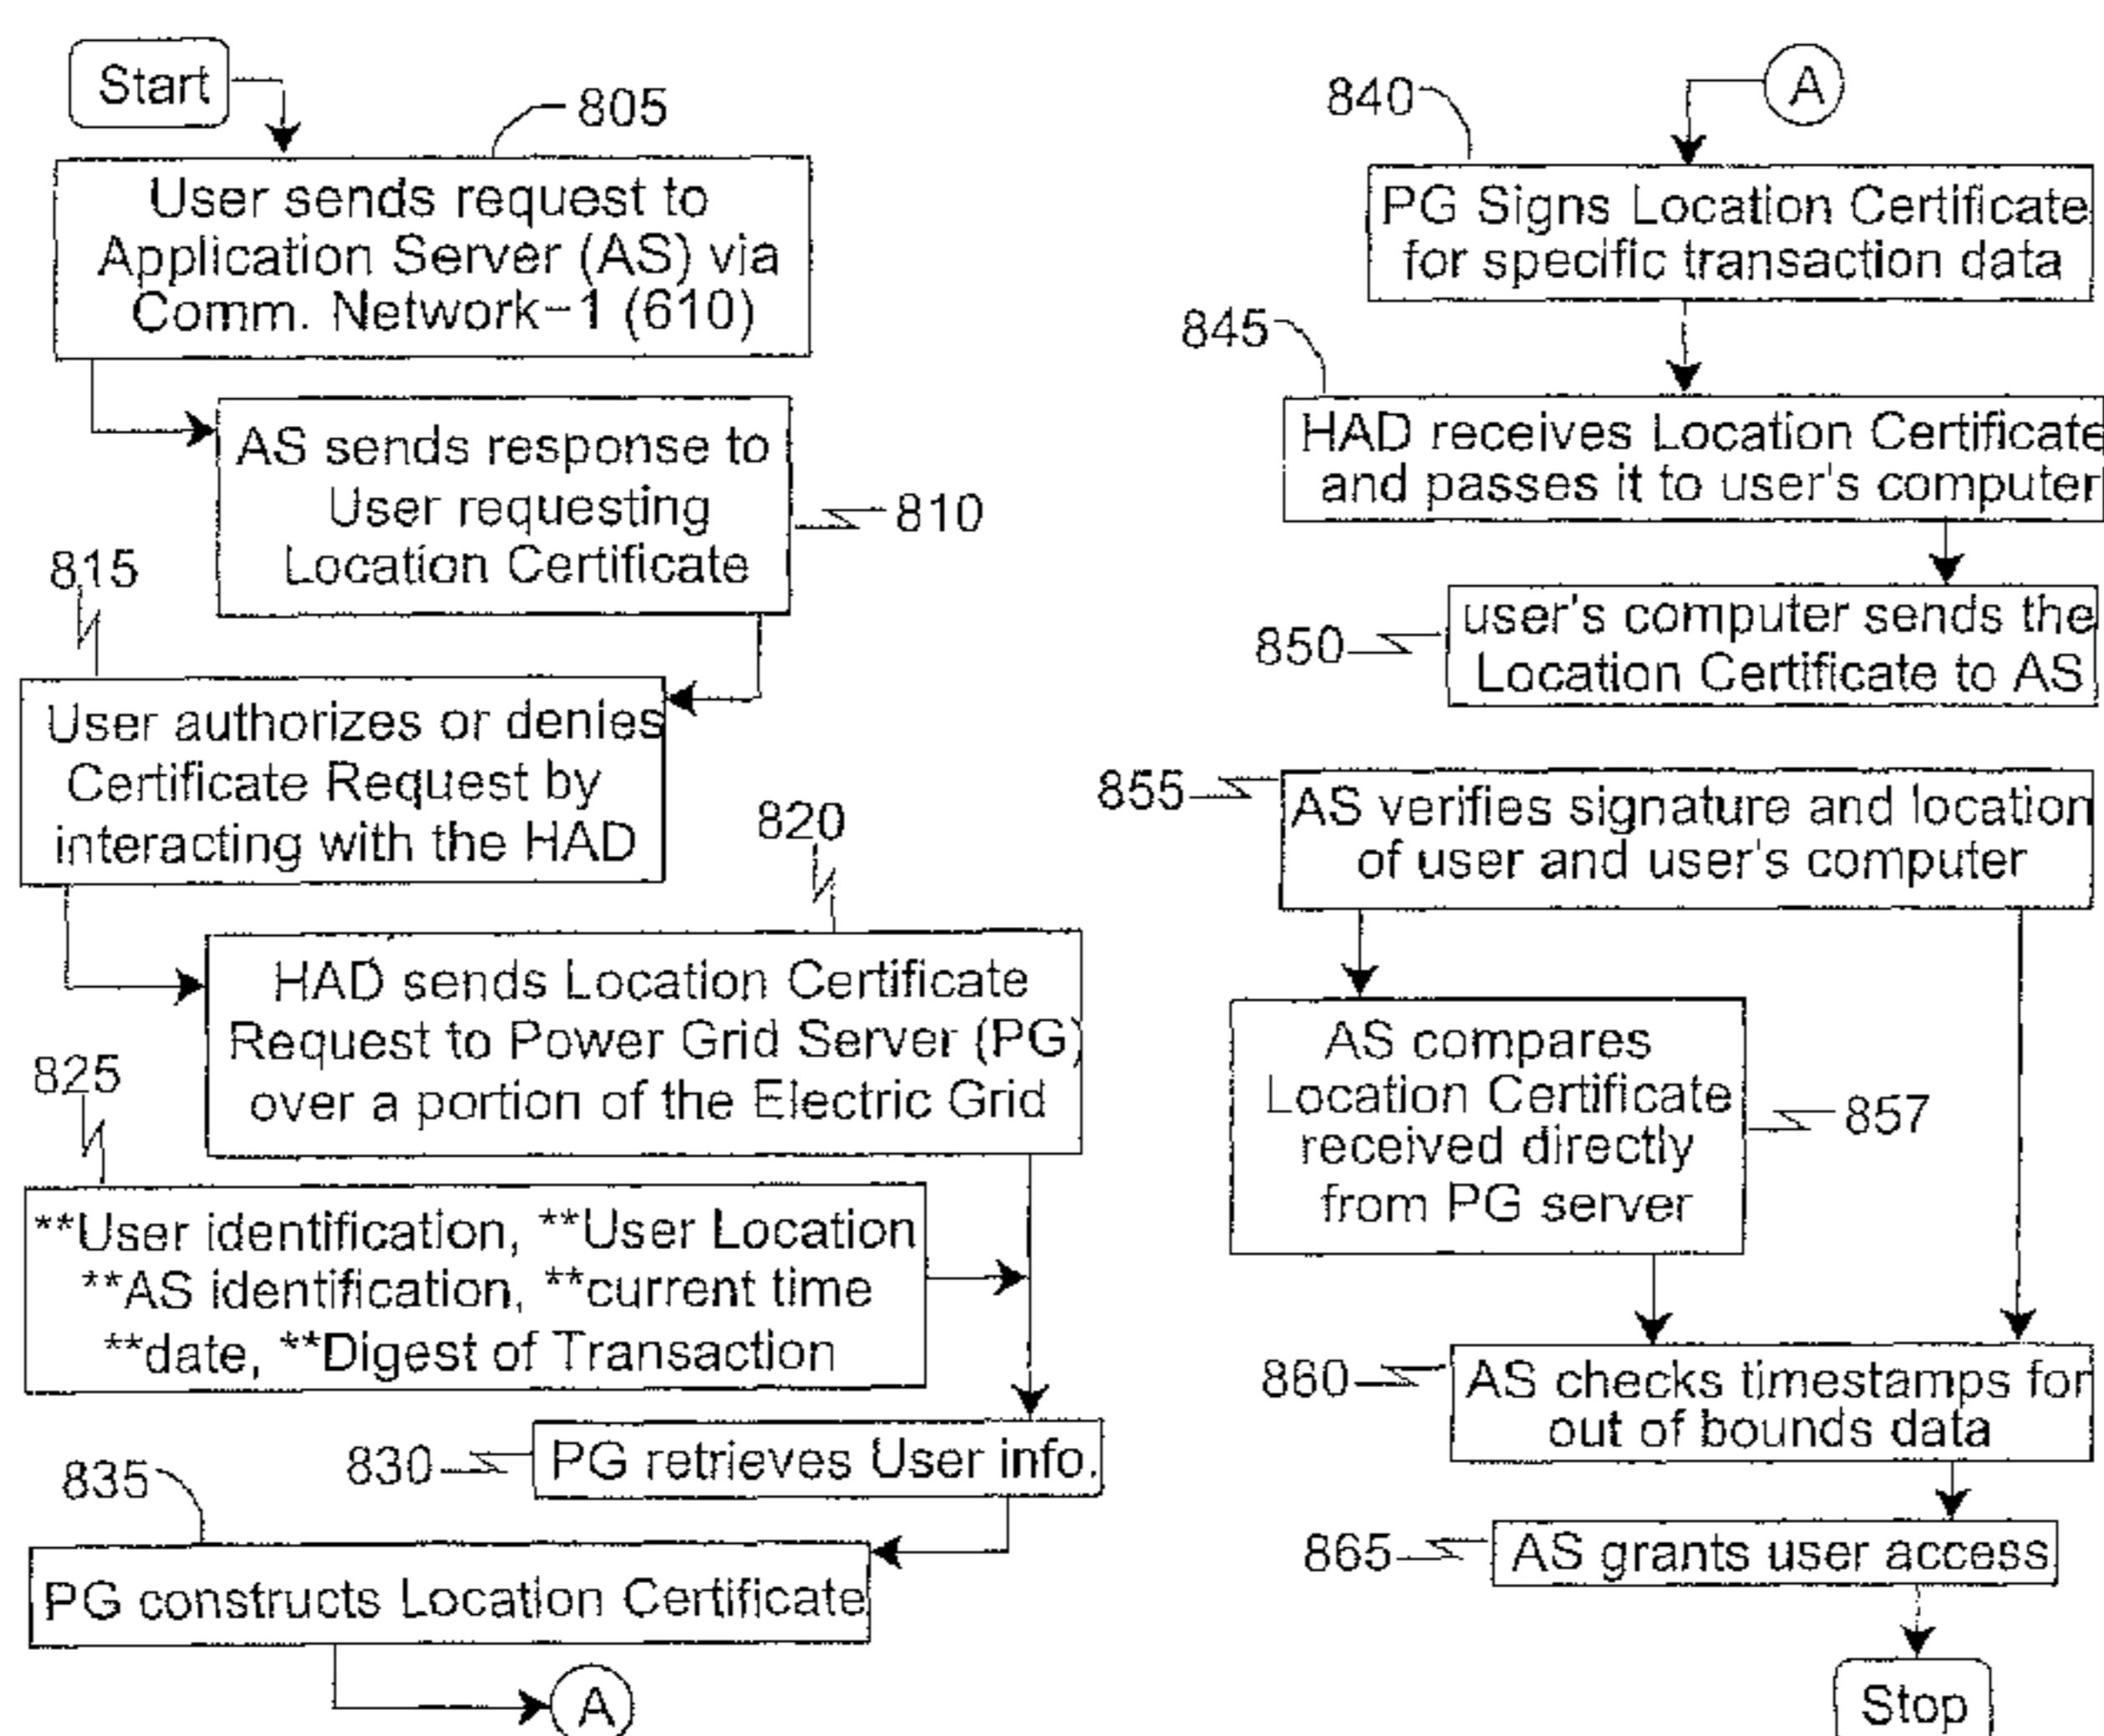 Start
805
User sends request to
Application Server (AS) via
Comm. Network-1 (610)
AS sends response to
User requesting
Location Certificate
810
815
User authorizes or denies
Certificate Request by
interacting with the HAD
820
HAD sends Location Certificate
Request to Power Grid Server (PG)
over a portion of the Electric Grid
825
**User identification, **User Location
**AS identification, **current time
**date, **Digest of Transaction
830
PG retrieves User info.
835
PG constructs Location Certificate
A
A
840
PG Signs Location Certificate
for specific transaction data
845
HAD receives Location Certificate
and passes it to user's computer
850
user's computer sends the
Location Certificate to AS
855
AS verifies signature and location
of user and user's computer
AS compares
Location Certificate
received directly
from PG server
857
860
AS checks timestamps for
out of bounds data
865
AS grants user access
Stop